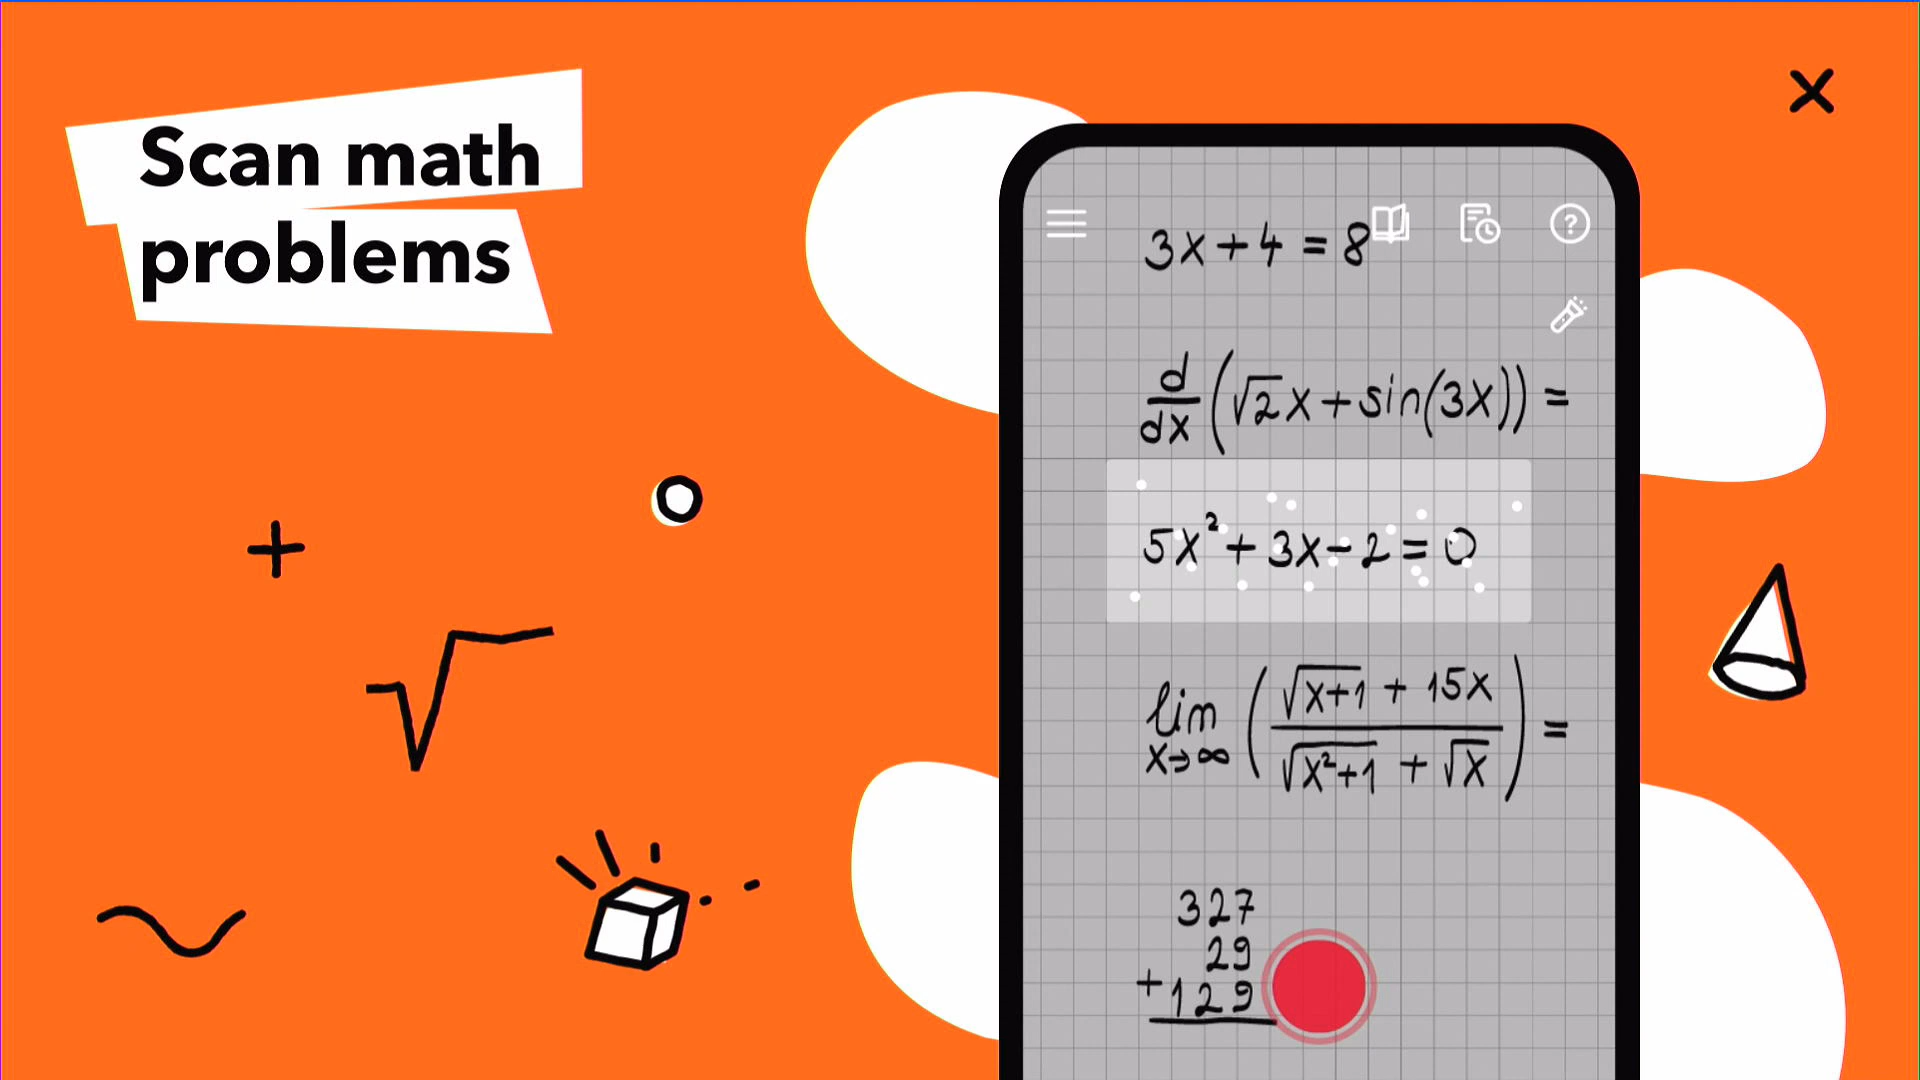 Scan math
problems
3x+4=8
d/dx(√2x+sin(3x))=
5x²+3x-2=0
lim x→∞ ((√(x+1)+15x)/(√(x²+1)+√x))=
327
29
+129